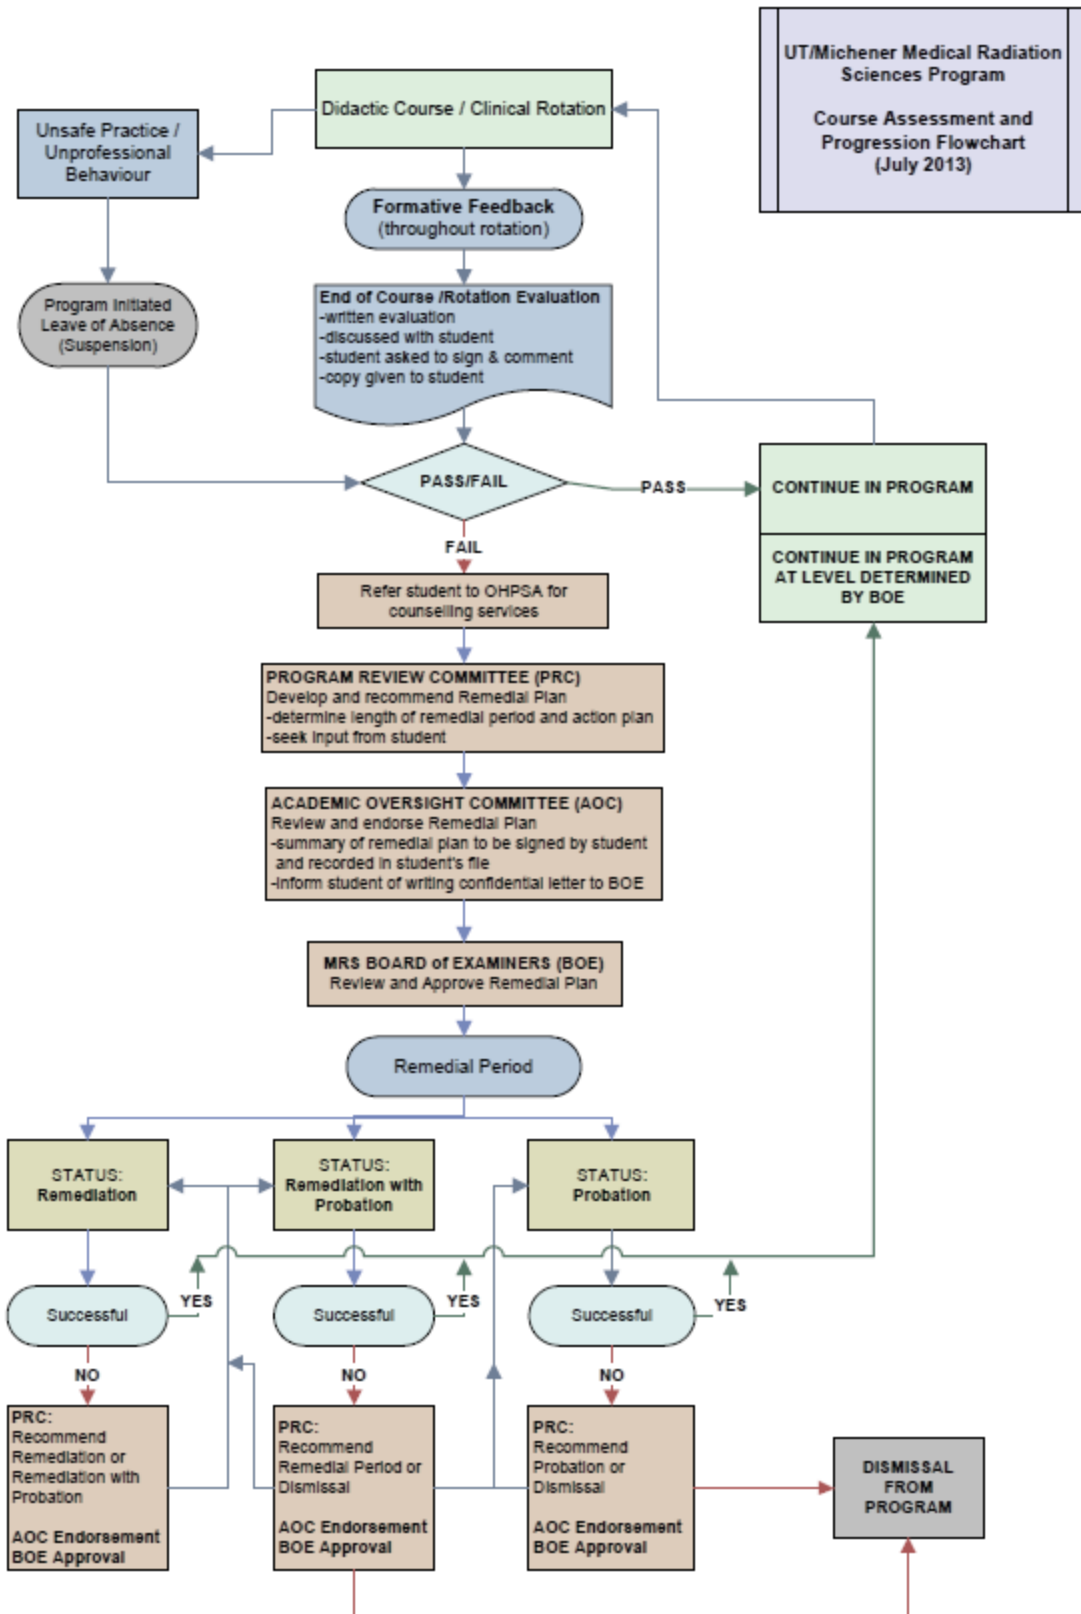 UT/Michener Medical Radiation
Sciences Program
Course Assessment and
Progression Flowchart
(July 2013)
Didactic Course / Clinical Rotation
Unsafe Practice /
Unprofessional
Behaviour
Formative Feedback
(throughout rotation)
Program Initiated
Leave of Absence
(Suspension)
End of Course /Rotation Evaluation
-written evaluation
-discussed with student
-student asked to sign & comment
-copy given to student
PASS/FAIL
PASS
CONTINUE IN PROGRAM
FAIL
CONTINUE IN PROGRAM
AT LEVEL DETERMINED
BY BOE
Refer student to OHPSA for
counselling services
PROGRAM REVIEW COMMITTEE (PRC)
Develop and recommend Remedial Plan
-determine length of remedial period and action plan
-seek input from student
ACADEMIC OVERSIGHT COMMITTEE (AOC)
Review and endorse Remedial Plan
-summary of remedial plan to be signed by student
and recorded in student's file
-inform student of writing confidential letter to BOE
MRS BOARD of EXAMINERS (BOE)
Review and Approve Remedial Plan
Remedial Period
STATUS:
Remediation
STATUS:
Remediation with
Probation
STATUS:
Probation
Successful
YES
Successful
YES
Successful
YES
NO
NO
NO
PRC:
Recommend
Remediation or
Remediation with
Probation
AOC Endorsement
BOE Approval
PRC:
Recommend
Remedial Period or
Dismissal
AOC Endorsement
BOE Approval
PRC:
Recommend
Probation or
Dismissal
AOC Endorsement
BOE Approval
DISMISSAL
FROM
PROGRAM